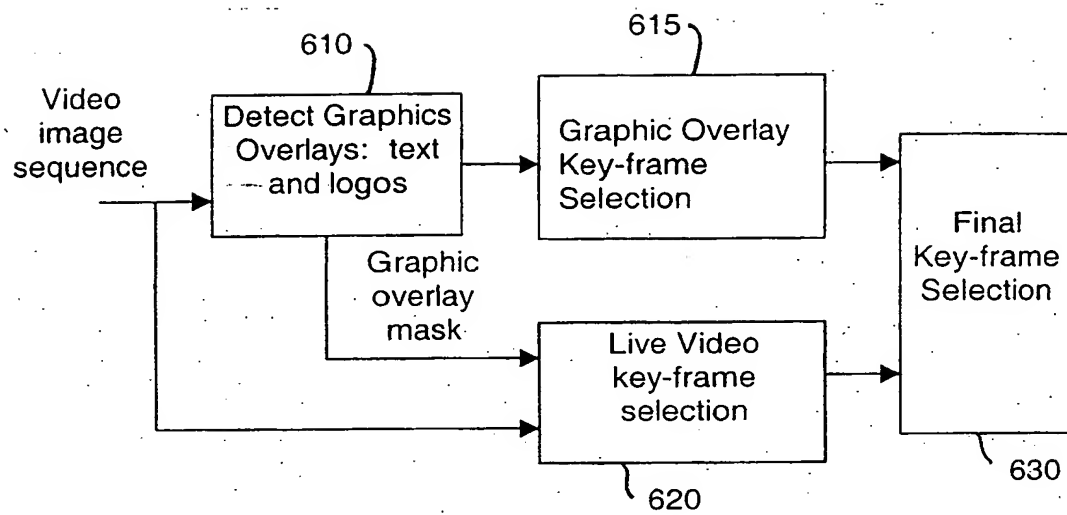 610
615
Video
image
sequence
Detect Graphics
Overlays: text
and logos
Graphic Overlay
Key-frame
Selection
Final
Key-frame
Selection
Graphic
overlay
mask
Live Video
key-frame
selection
620
630